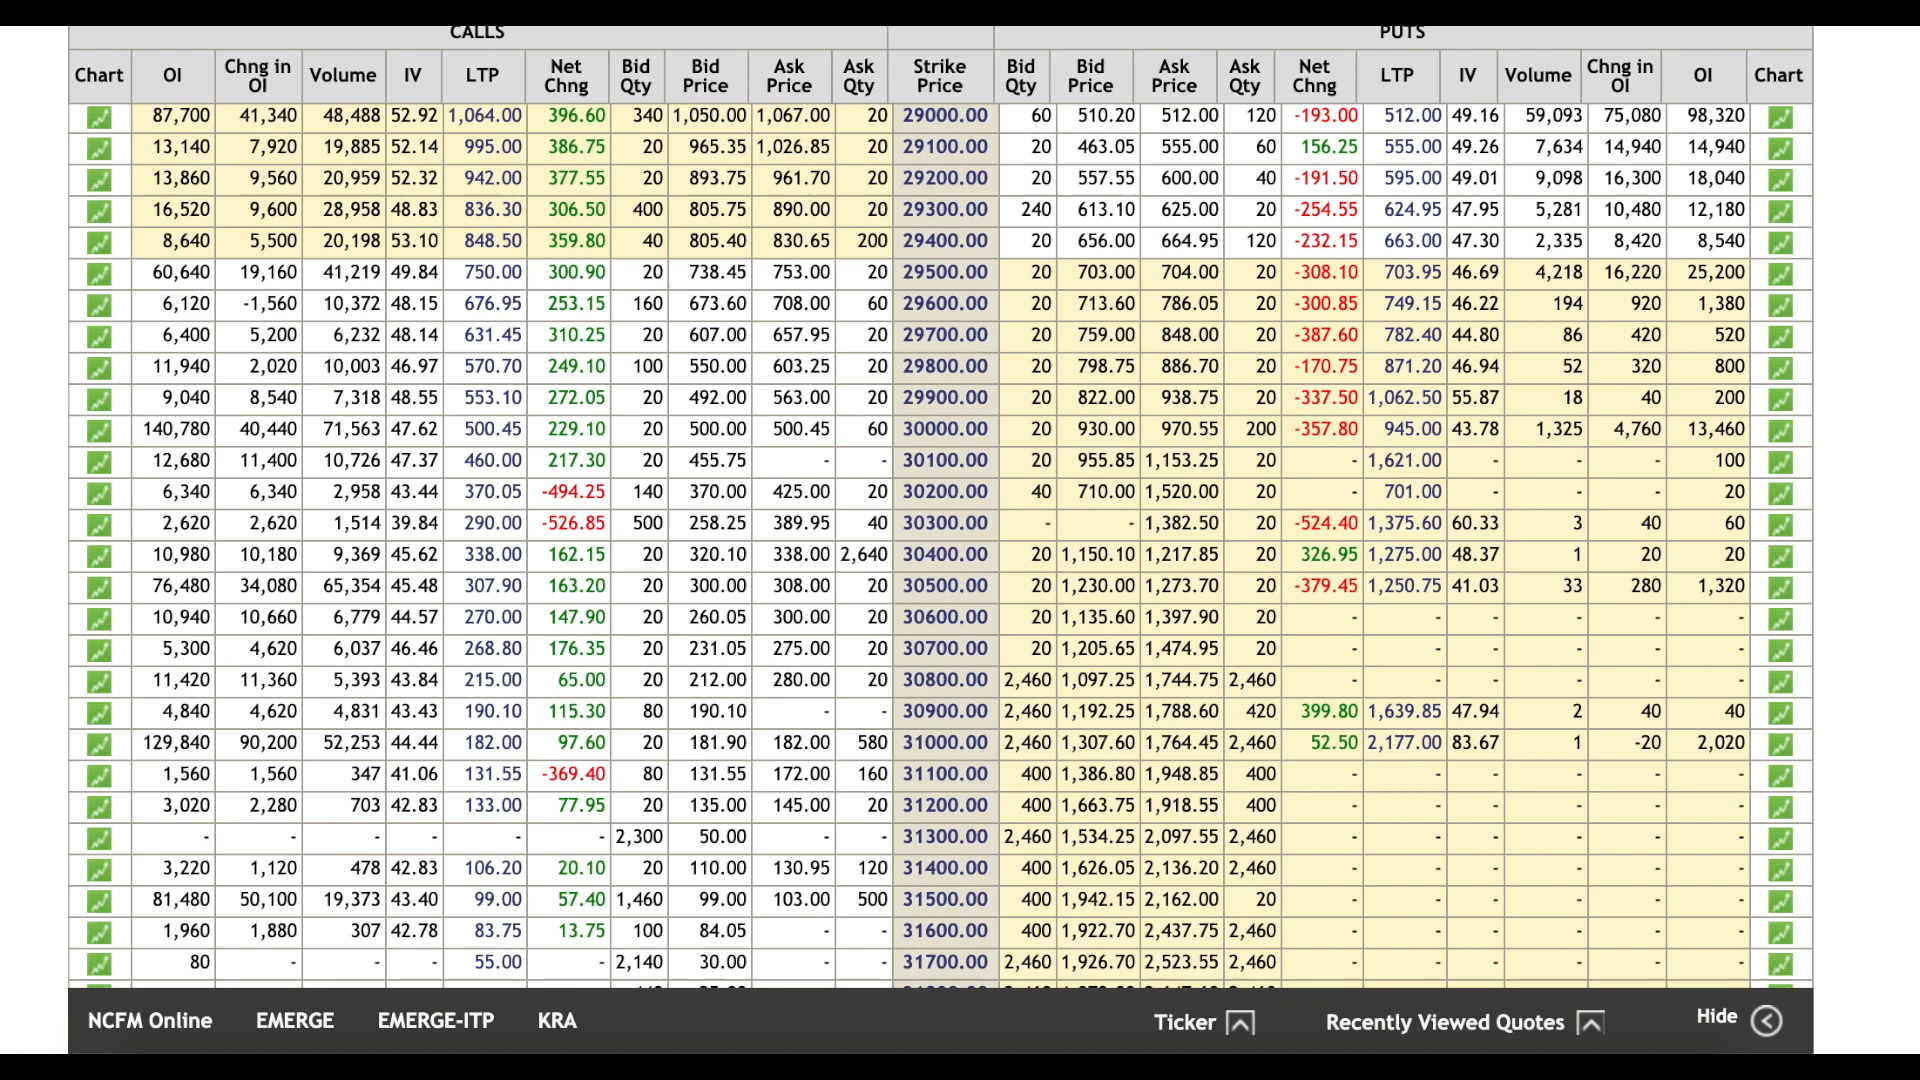 CALLS PUTS
Chart OI Chng in OI Volume IV LTP Net Chng Bid Qty Bid Price Ask Price Ask Qty Strike Price Bid Qty Bid Price Ask Price Ask Qty Net Chng LTP IV Volume Chng in OI OI Chart
87,700 41,340 48,488 52.92 1,064.00 396.60 340 1,050.00 1,067.00 20 29000.00 60 510.20 512.00 120 -193.00 512.00 49.16 59,093 75,080 98,320
13,140 7,920 19,885 52.14 995.00 386.75 20 965.35 1,026.85 20 29100.00 20 463.05 555.00 60 156.25 555.00 49.26 7,634 14,940 14,940
13,860 9,560 20,959 52.32 942.00 377.55 20 893.75 961.70 20 29200.00 20 557.55 600.00 40 -191.50 595.00 49.01 9,098 16,300 18,040
16,520 9,600 28,958 48.83 836.30 306.50 400 805.75 890.00 20 29300.00 240 613.10 625.00 20 -254.55 624.95 47.95 5,281 10,480 12,180
8,640 5,500 20,198 53.10 848.50 359.80 40 805.40 830.65 200 29400.00 20 656.00 664.95 120 -232.15 663.00 47.30 2,335 8,420 8,540
60,640 19,160 41,219 49.84 750.00 300.90 20 738.45 753.00 20 29500.00 20 703.00 704.00 20 -308.10 703.95 46.69 4,218 16,220 25,200
6,120 -1,560 10,372 48.15 676.95 253.15 160 673.60 708.00 60 29600.00 20 713.60 786.05 20 -300.85 749.15 46.22 194 920 1,380
6,400 5,200 6,232 48.14 631.45 310.25 20 607.00 657.95 20 29700.00 20 759.00 848.00 20 -387.60 782.40 44.80 86 420 520
11,940 2,020 10,003 46.97 570.70 249.10 100 550.00 603.25 20 29800.00 20 798.75 886.70 20 -170.75 871.20 46.94 52 320 800
9,040 8,540 7,318 48.55 553.10 272.05 20 492.00 563.00 20 29900.00 20 822.00 938.75 20 -337.50 1,062.50 55.87 18 40 200
140,780 40,440 71,563 47.62 500.45 229.10 20 500.00 500.45 60 30000.00 20 930.00 970.55 200 -357.80 945.00 43.78 1,325 4,760 13,460
12,680 11,400 10,726 47.37 460.00 217.30 20 455.75 - - 30100.00 20 955.85 1,153.25 20 - 1,621.00 - - - 100
6,340 6,340 2,958 43.44 370.05 -494.25 140 370.00 425.00 20 30200.00 40 710.00 1,520.00 20 - 701.00 - - - 20
2,620 2,620 1,514 39.84 290.00 -526.85 500 258.25 389.95 40 30300.00 - - 1,382.50 20 -524.40 1,375.60 60.33 3 40 60
10,980 10,180 9,369 45.62 338.00 162.15 20 320.10 338.00 2,640 30400.00 20 1,150.10 1,217.85 20 326.95 1,275.00 48.37 1 20 20
76,480 34,080 65,354 45.48 307.90 163.20 20 300.00 308.00 20 30500.00 20 1,230.00 1,273.70 20 -379.45 1,250.75 41.03 33 280 1,320
10,940 10,660 6,779 44.57 270.00 147.90 20 260.05 300.00 20 30600.00 20 1,135.60 1,397.90 20 - - - - - -
5,300 4,620 6,037 46.46 268.80 176.35 20 231.05 275.00 20 30700.00 20 1,205.65 1,474.95 20 - - - - - -
11,420 11,360 5,393 43.84 215.00 65.00 20 212.00 280.00 20 30800.00 2,460 1,097.25 1,744.75 2,460 - - - - - -
4,840 4,620 4,831 43.43 190.10 115.30 80 190.10 - - 30900.00 2,460 1,192.25 1,788.60 420 399.80 1,639.85 47.94 2 40 40
129,840 90,200 52,253 44.44 182.00 97.60 20 181.90 182.00 580 31000.00 2,460 1,307.60 1,764.45 2,460 52.50 2,177.00 83.67 1 -20 2,020
1,560 1,560 347 41.06 131.55 -369.40 80 131.55 172.00 160 31100.00 400 1,386.80 1,948.85 400 - - - - - -
3,020 2,280 703 42.83 133.00 77.95 20 135.00 145.00 20 31200.00 400 1,663.75 1,918.55 400 - - - - - -
- - - - - - 2,300 50.00 - - 31300.00 2,460 1,534.25 2,097.55 2,460 - - - - - -
3,220 1,120 478 42.83 106.20 20.10 20 110.00 130.95 120 31400.00 400 1,626.05 2,136.20 2,460 - - - - - -
81,480 50,100 19,373 43.40 99.00 57.40 1,460 99.00 103.00 500 31500.00 400 1,942.15 2,162.00 20 - - - - - -
1,960 1,880 307 42.78 83.75 13.75 100 84.05 - - 31600.00 400 1,922.70 2,437.75 2,460 - - - - - -
80 - - - 55.00 - 2,140 30.00 - - 31700.00 2,460 1,926.70 2,523.55 2,460 - - - - - -
NCFM Online EMERGE EMERGE-ITP KRA Ticker Recently Viewed Quotes Hide